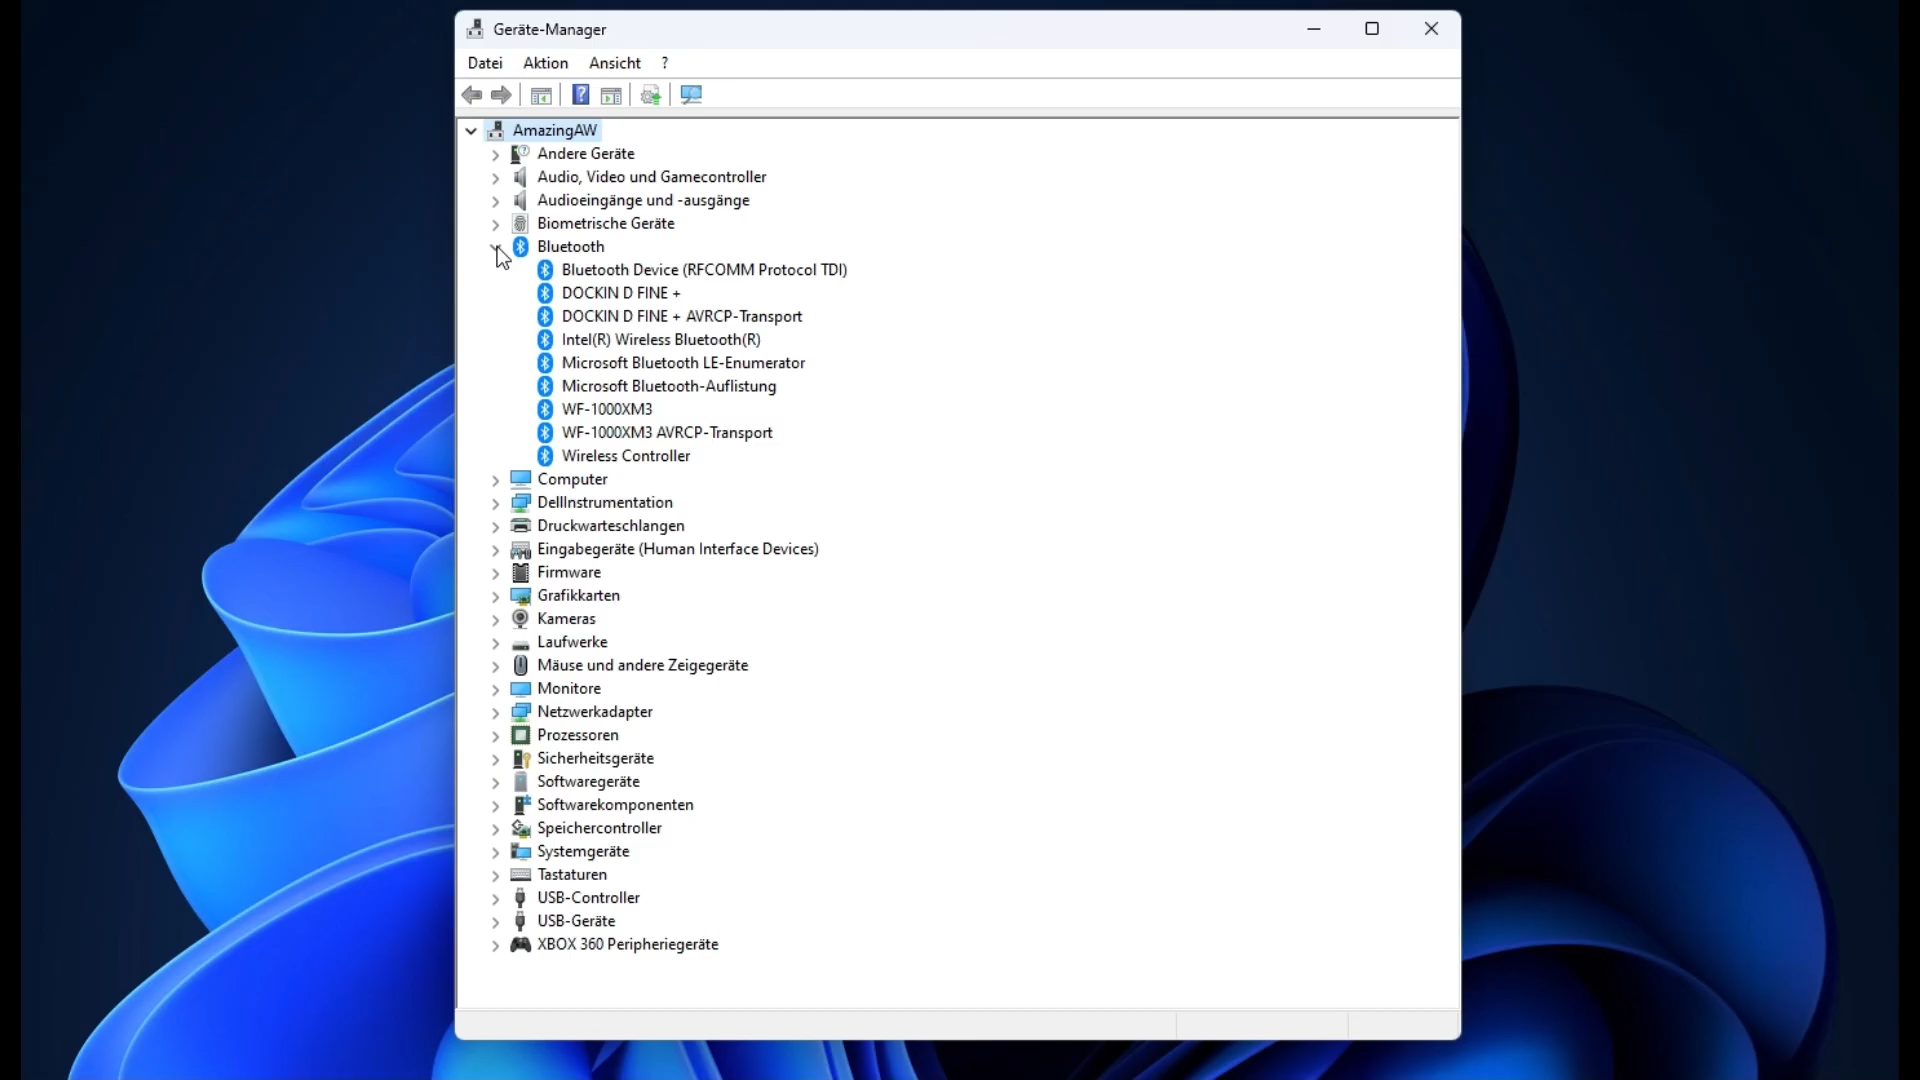 Geräte-Manager
Datei Aktion Ansicht ?
AmazingAW
Andere Geräte
Audio, Video und Gamecontroller
Audioeingänge und -ausgänge
Biometrische Geräte
Bluetooth
Bluetooth Device (RFCOMM Protocol TDI)
DOCKIN D FINE +
DOCKIN D FINE + AVRCP-Transport
Intel(R) Wireless Bluetooth(R)
Microsoft Bluetooth LE-Enumerator
Microsoft Bluetooth-Auflistung
WF-1000XM3
WF-1000XM3 AVRCP-Transport
Wireless Controller
Computer
DellInstrumentation
Druckwarteschlangen
Eingabegeräte (Human Interface Devices)
Firmware
Grafikkarten
Kameras
Laufwerke
Mäuse und andere Zeigegeräte
Monitore
Netzwerkadapter
Prozessoren
Sicherheitsgeräte
Softwaregeräte
Softwarekomponenten
Speichercontroller
Systemgeräte
Tastaturen
USB-Controller
USB-Geräte
XBOX 360 Peripheriegeräte